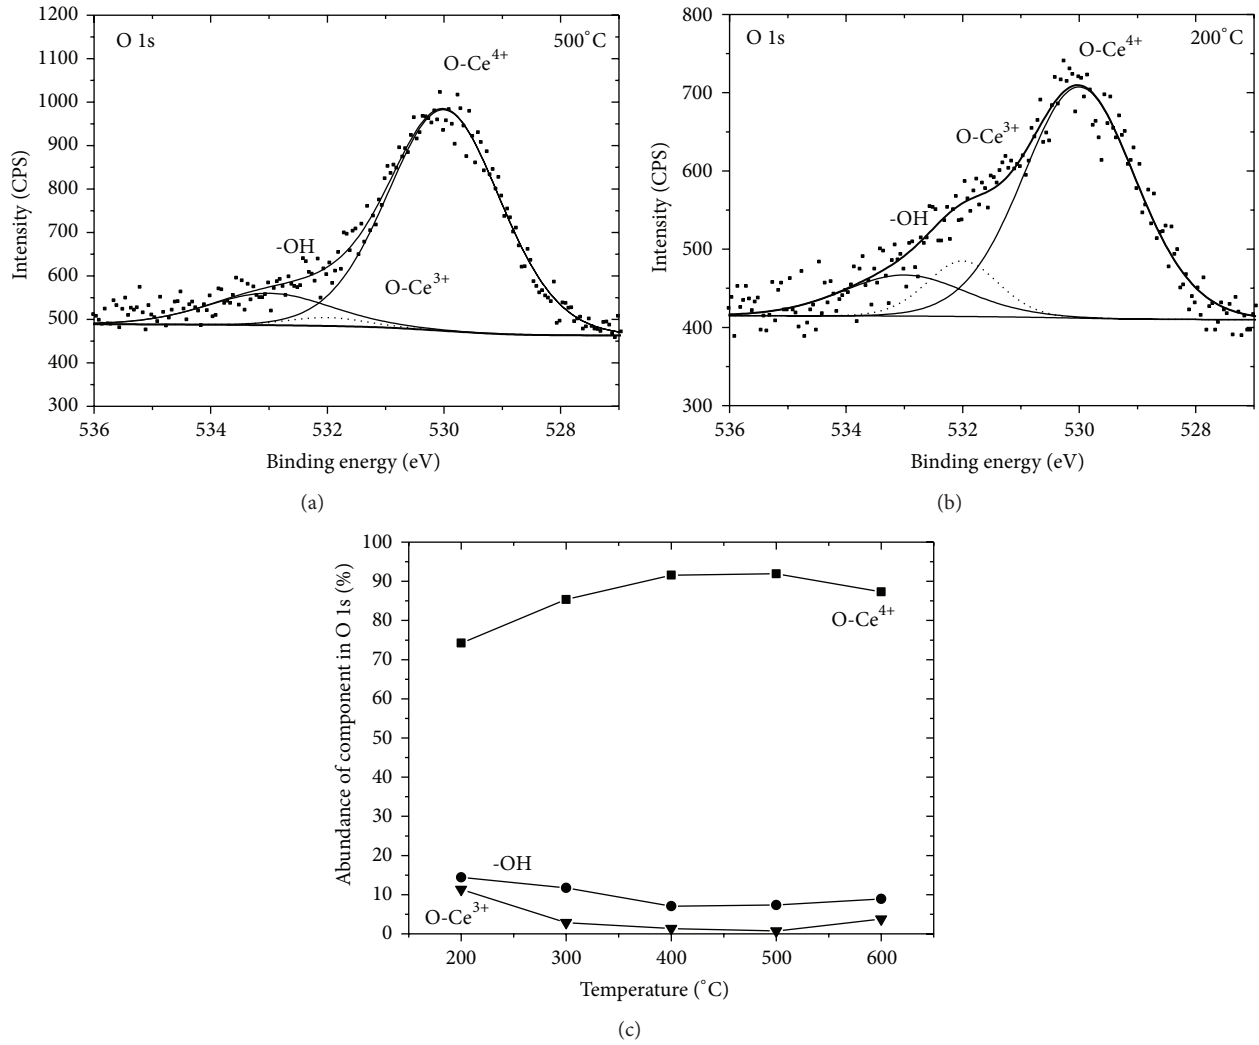 O 1s
500°C
O-Ce4+
-OH
O-Ce3+
Intensity (CPS)
1200
1100
1000
900
800
700
600
500
400
300
536
534
532
530
528
Binding energy (eV)
(a)
O 1s
200°C
O-Ce4+
O-Ce3+
-OH
Intensity (CPS)
800
700
600
500
400
300
536
534
532
530
528
Binding energy (eV)
(b)
Abundance of component in O 1s (%)
100
90
80
70
60
50
40
30
20
10
0
O-Ce4+
-OH
O-Ce3+
200
300
400
500
600
Temperature (°C)
(c)